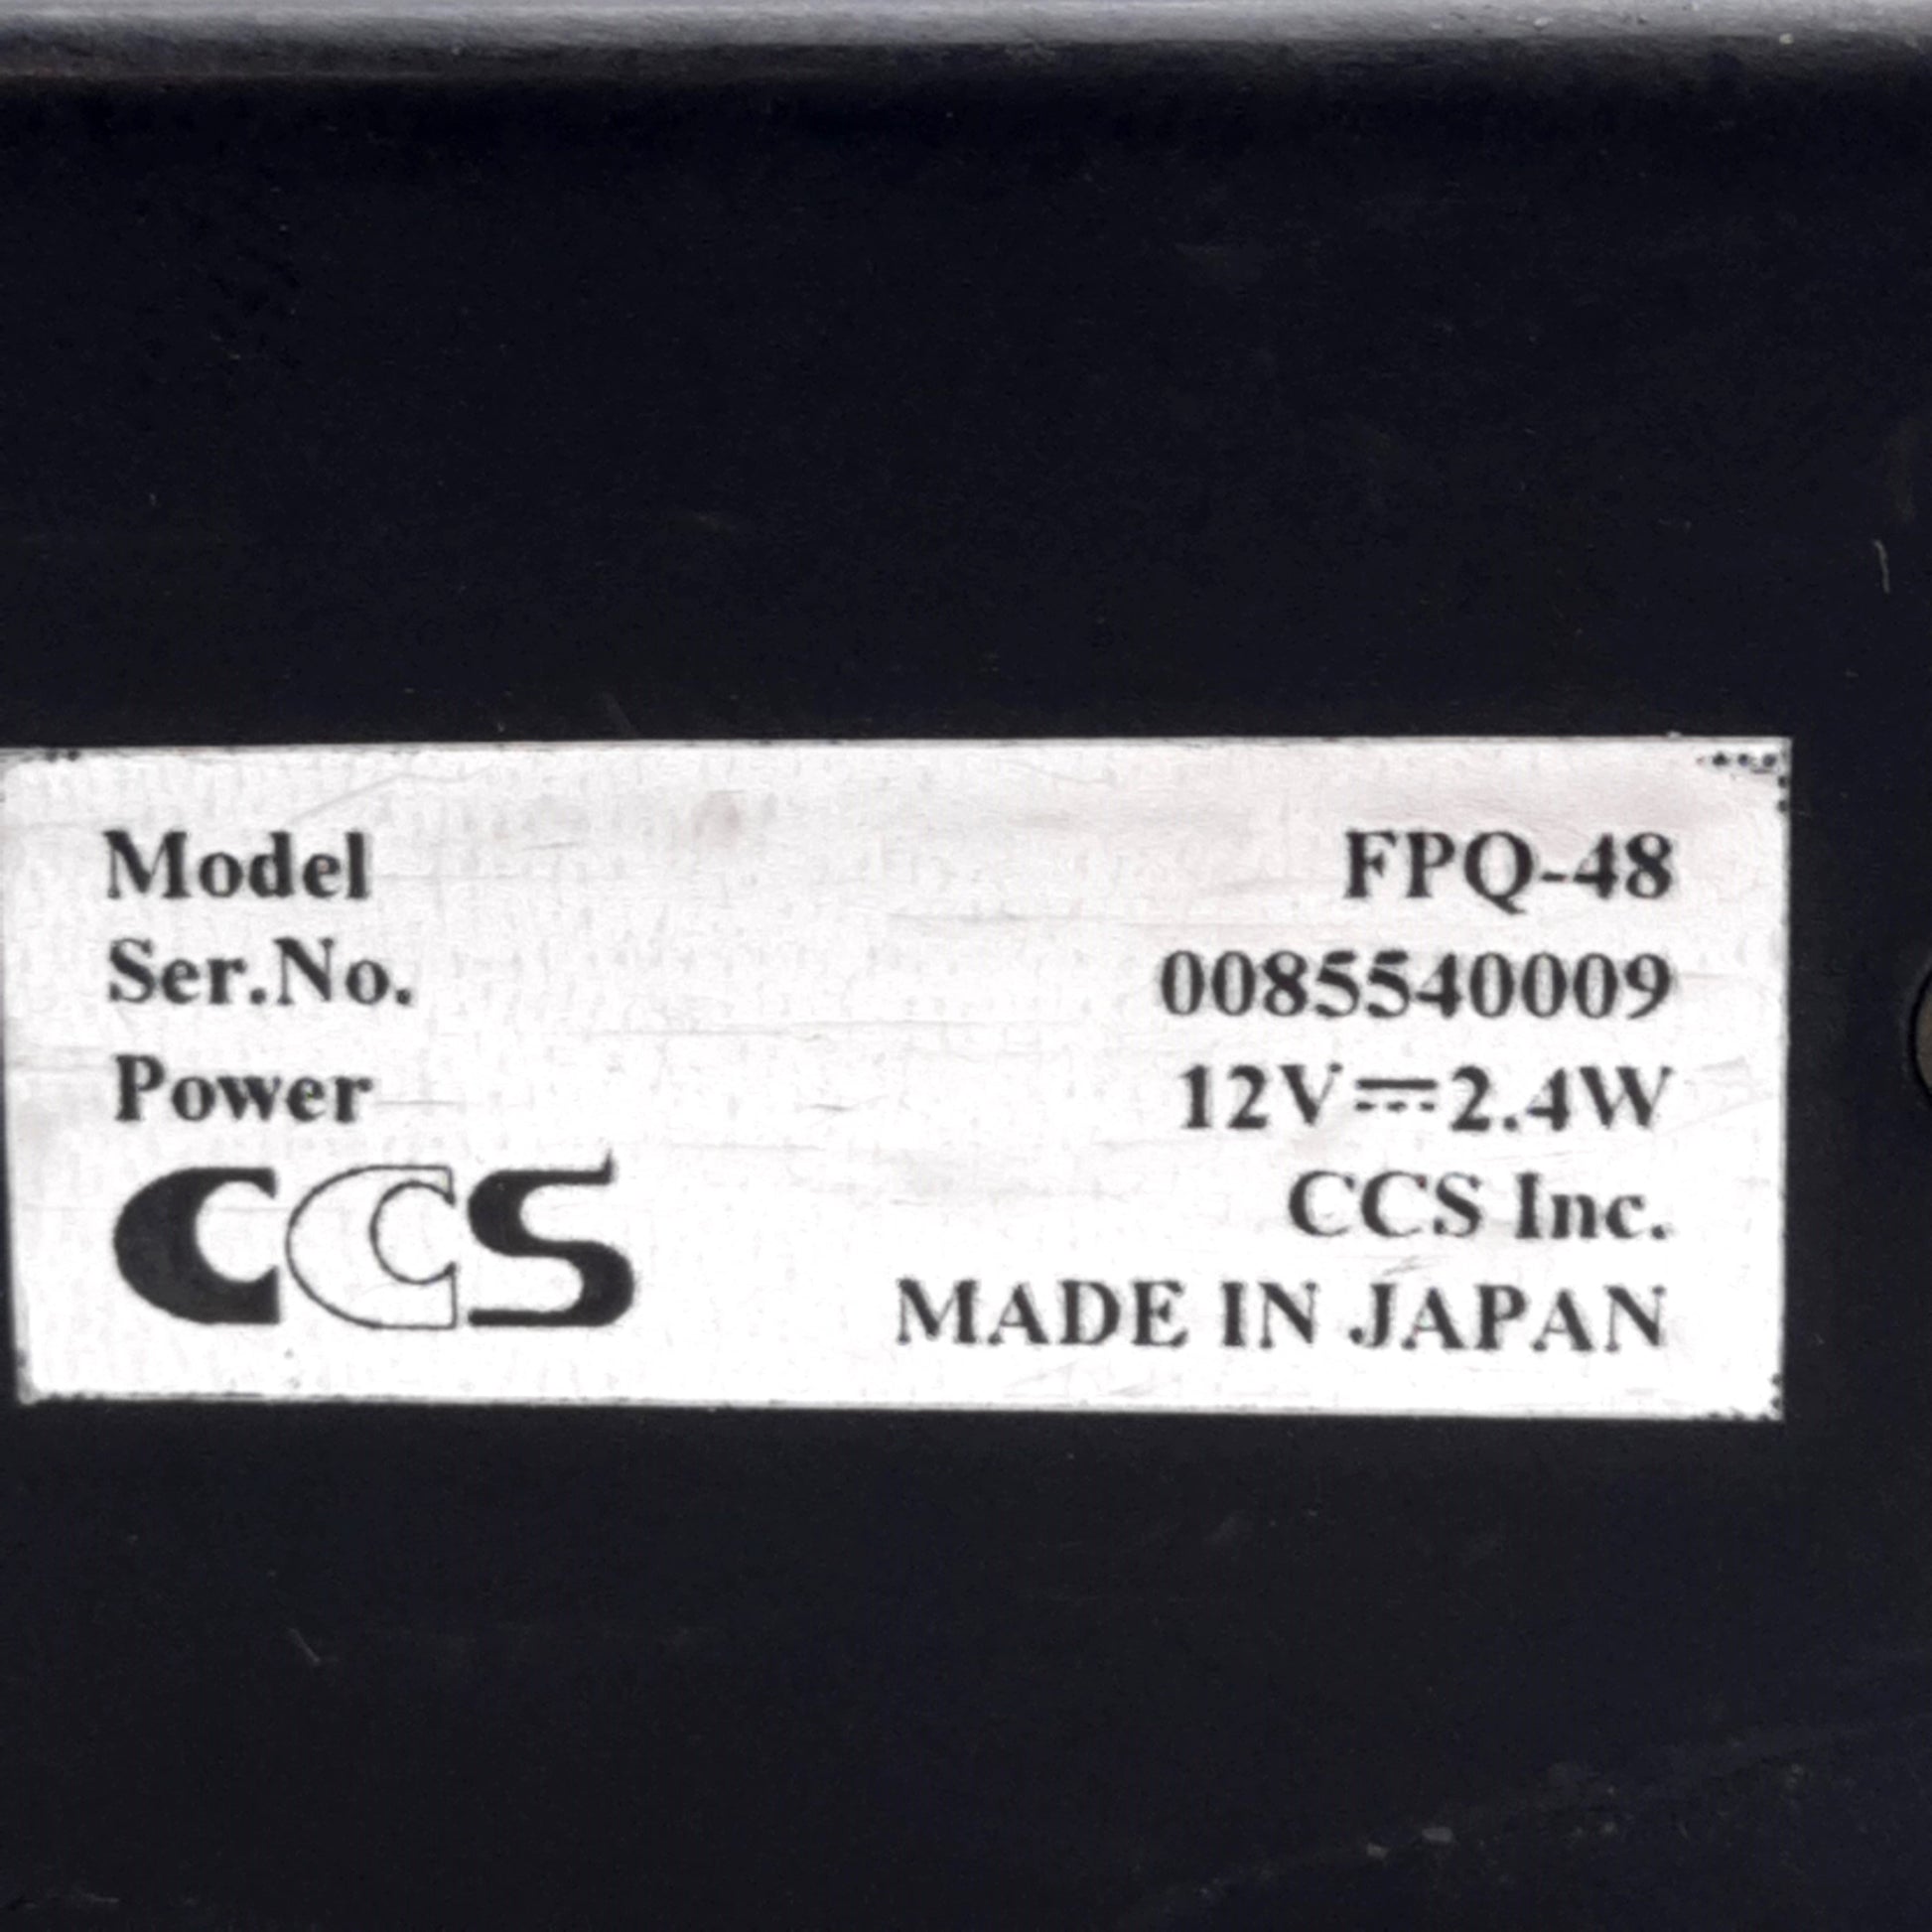 Model FPQ-48
Ser.No. 0085540009
Power 12V⎓2.4W
CCS CCS Inc.
MADE IN JAPAN